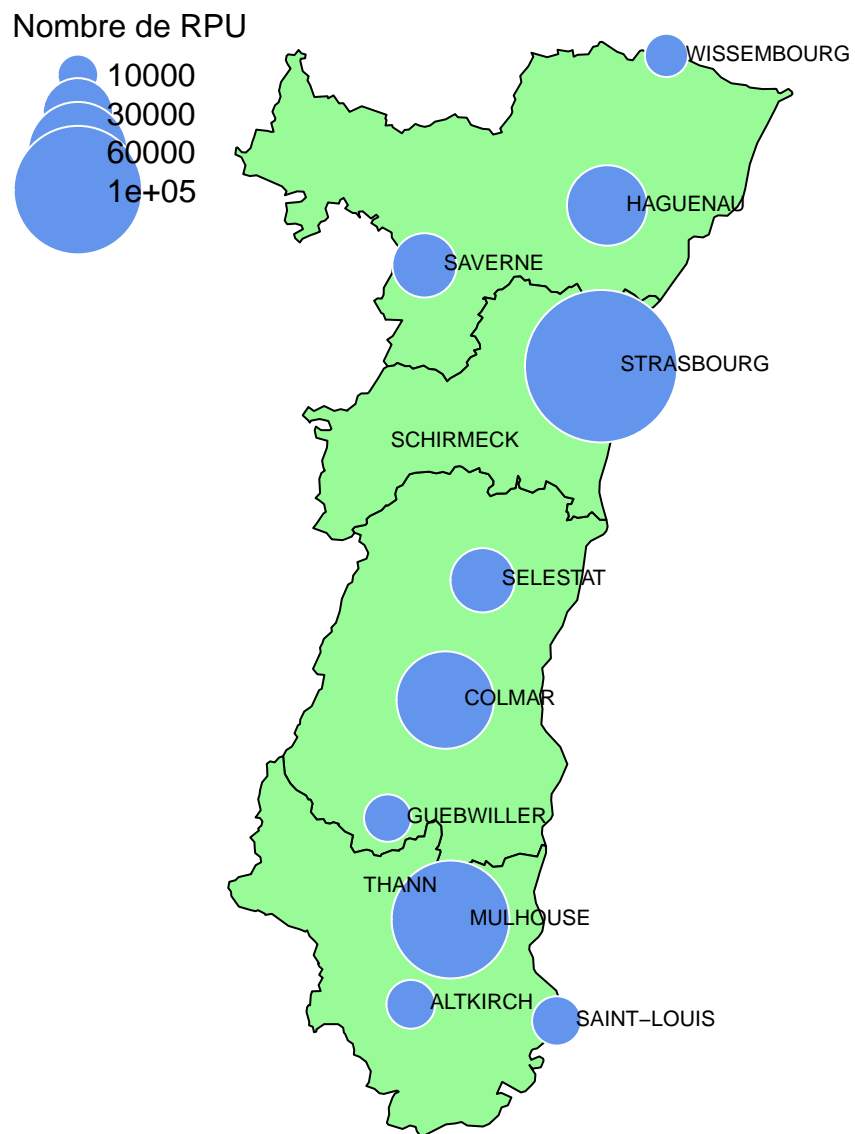 Nombre de RPU
10000
30000
60000
1e+05
WISSEMBOURG
HAGUENAU
SAVERNE
STRASBOURG
SCHIRMECK
SELESTAT
COLMAR
GUEBWILLER
THANN
MULHOUSE
ALTKIRCH
SAINT−LOUIS